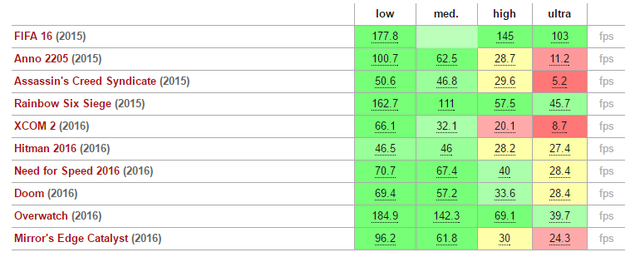 low med. high ultra
FIFA 16 (2015) 177.8 145 103 fps
Anno 2205 (2015) 100.7 62.5 28.7 11.2 fps
Assassin's Creed Syndicate (2015) 50.6 46.8 29.6 5.2 fps
Rainbow Six Siege (2015) 162.7 111 57.5 45.7 fps
XCOM 2 (2016) 66.1 32.1 20.1 8.7 fps
Hitman 2016 (2016) 46.5 46 28.2 27.4 fps
Need for Speed 2016 (2016) 70.7 67.4 40 28.4 fps
Doom (2016) 69.4 57.2 33.6 28.4 fps
Overwatch (2016) 184.9 142.3 69.1 39.7 fps
Mirror's Edge Catalyst (2016) 96.2 61.8 30 24.3 fps